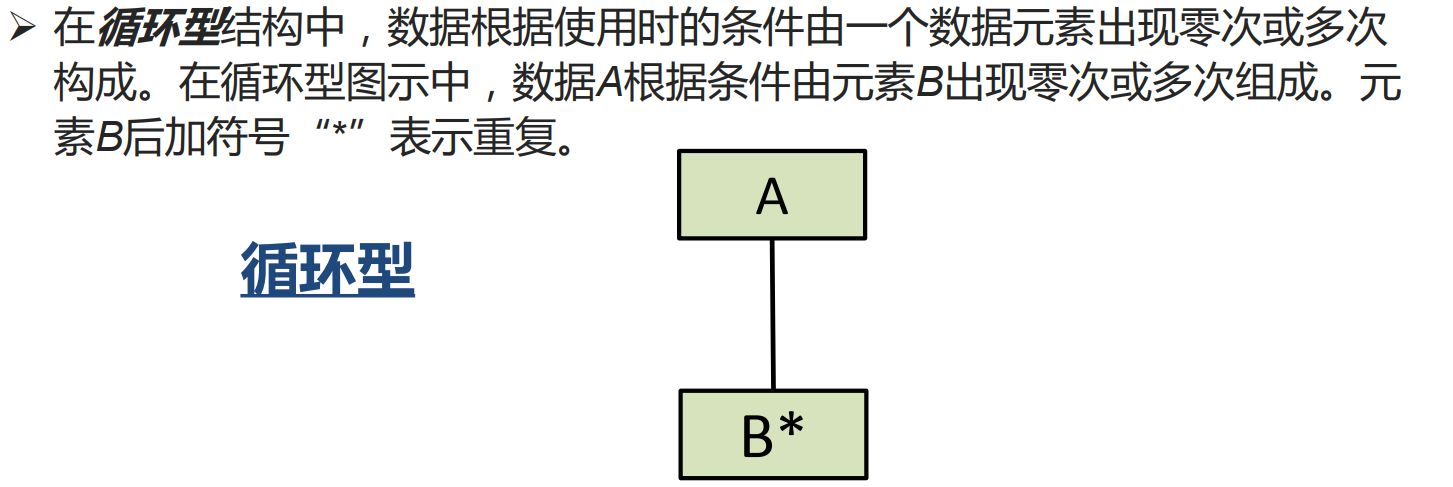 ➢ 在循环型结构中，数据根据使用时的条件由一个数据元素出现零次或多次
构成。在循环型图示中，数据A根据条件由元素B出现零次或多次组成。元
素B后加符号“*”表示重复。
A
循环型
B*